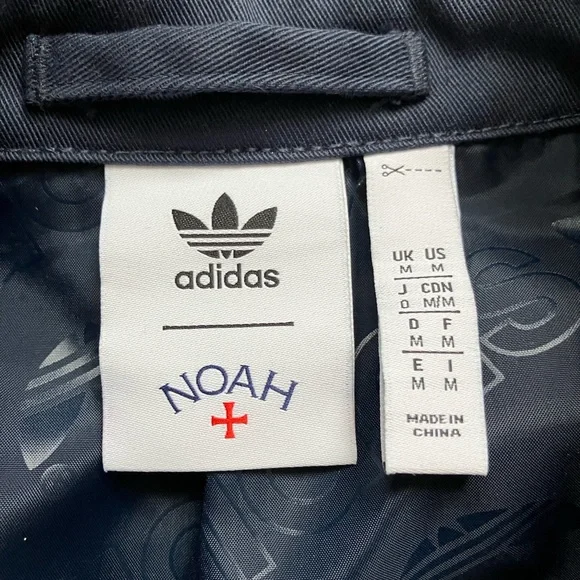 adidas
NOAH
UK US
M M
J CDN
O M/M
D F
M M
E I
M M
MADE IN
CHINA